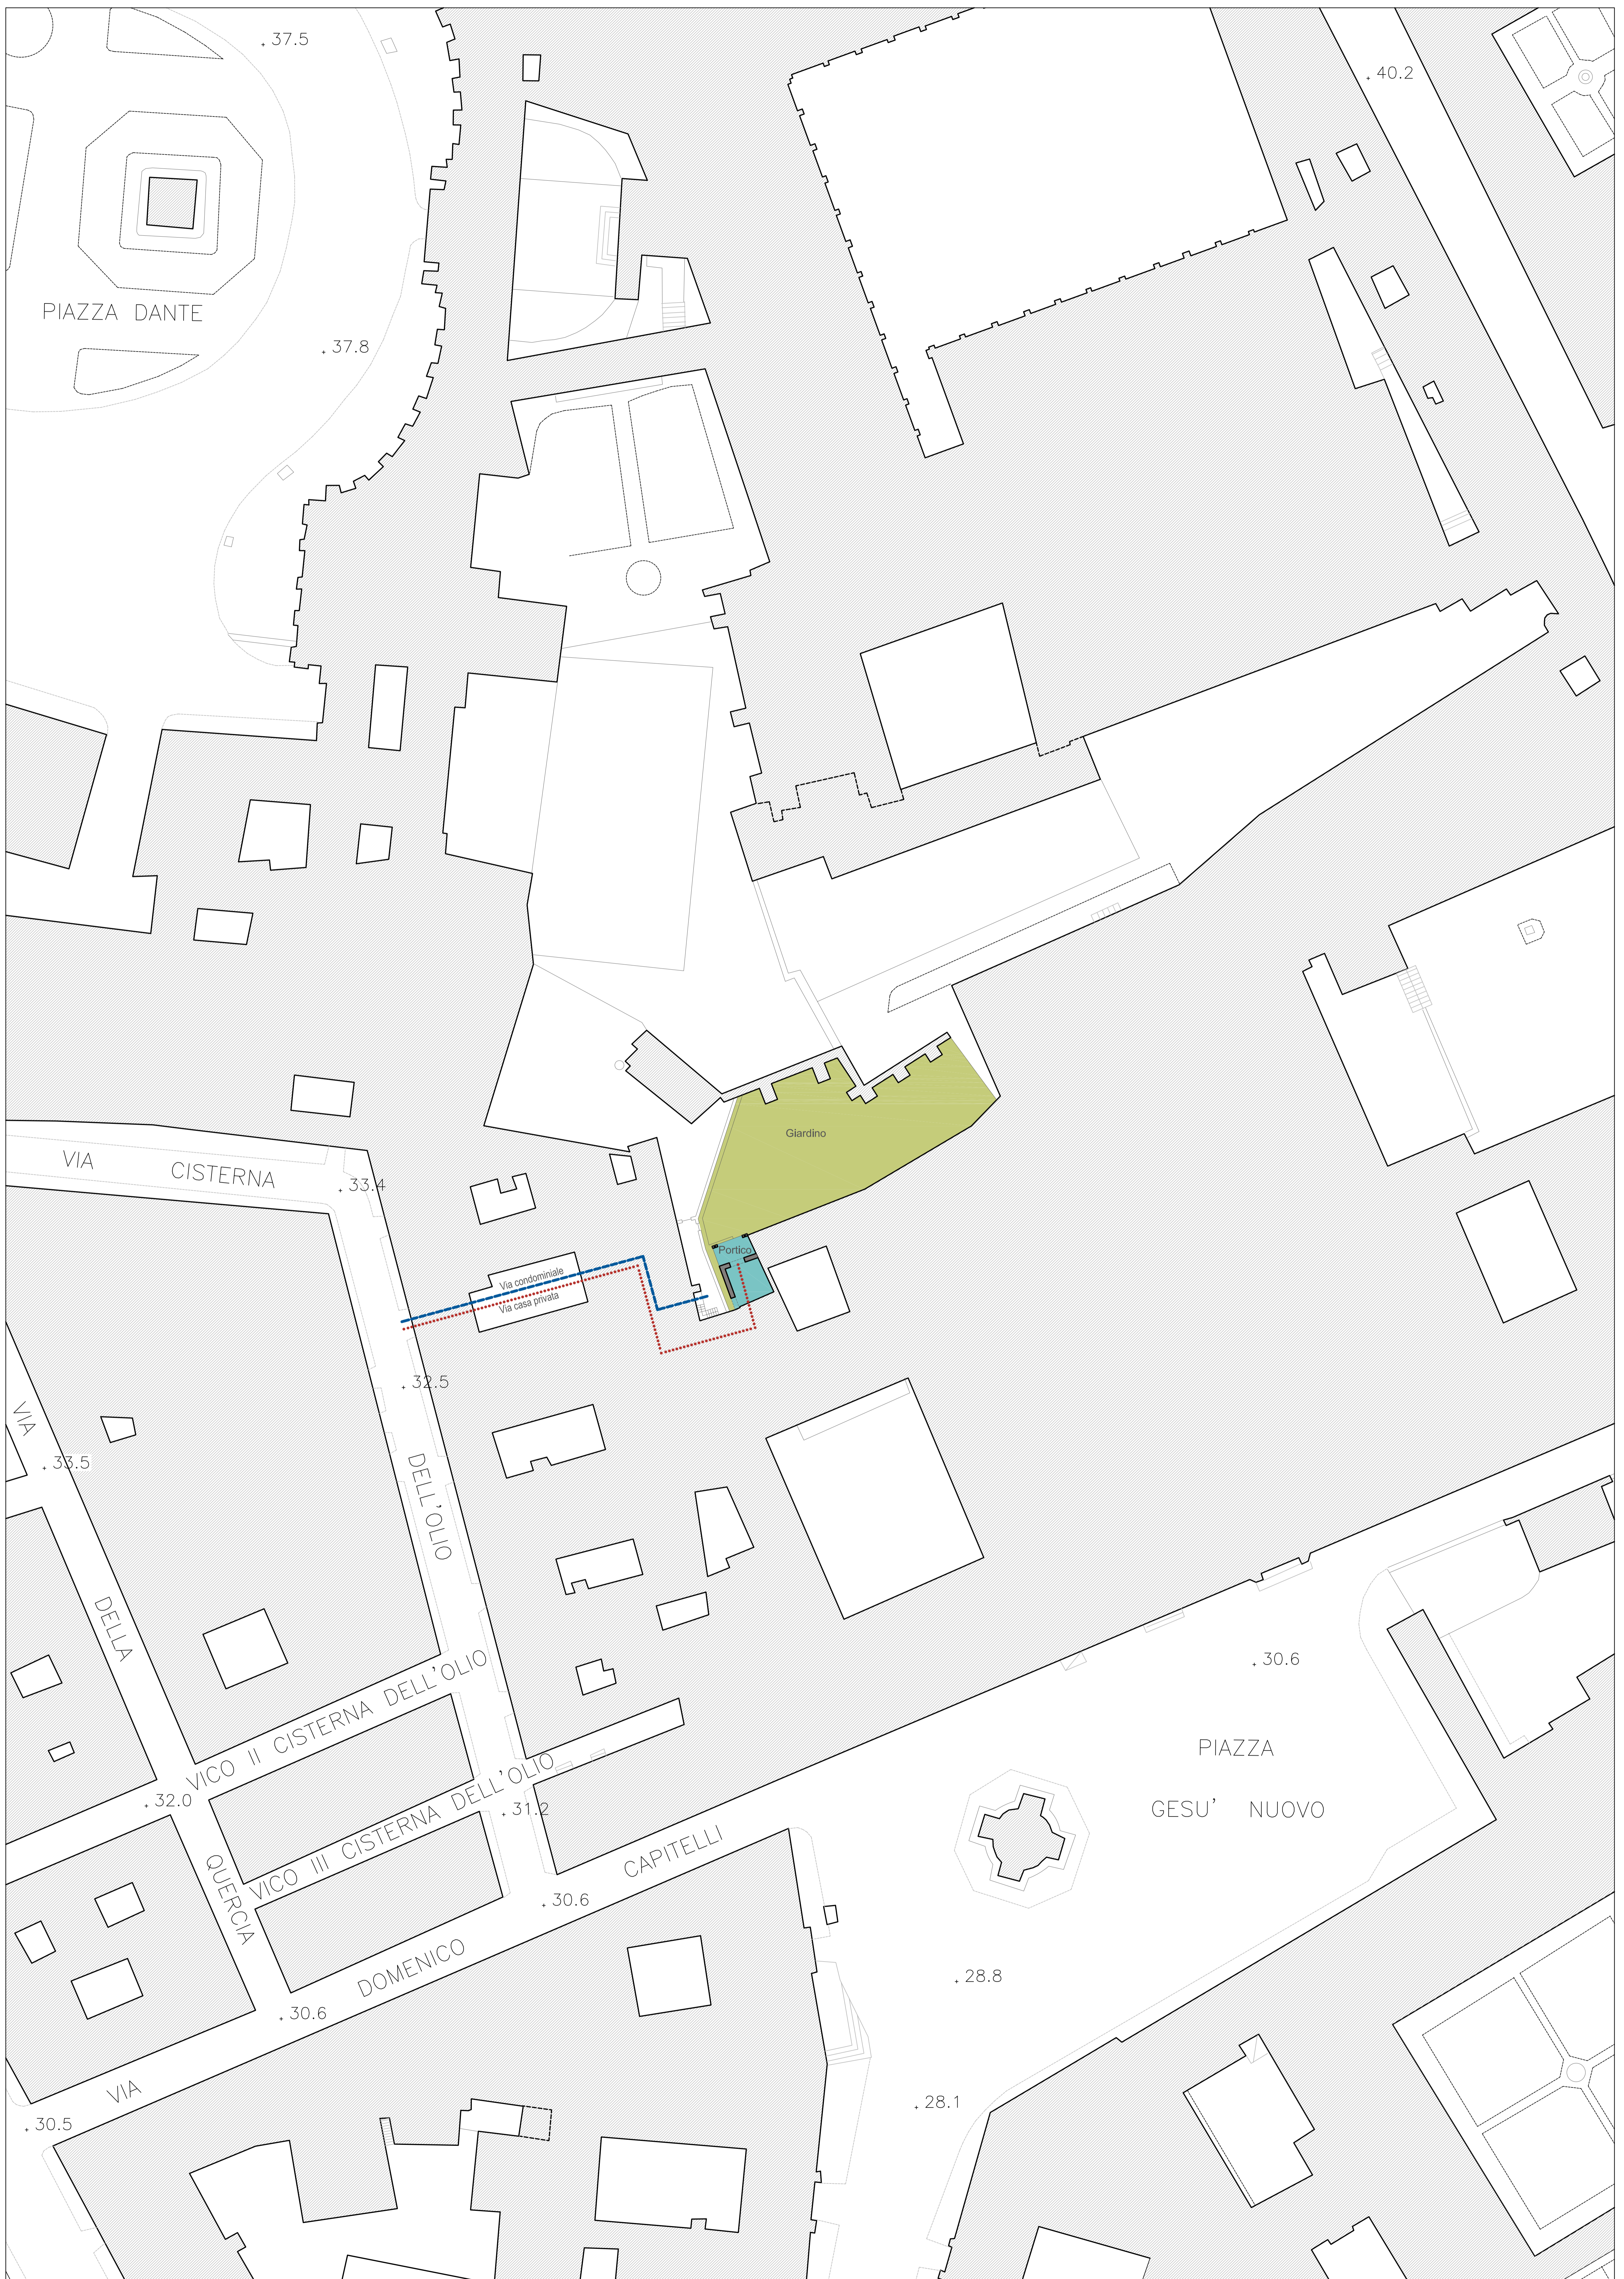 37.5
40.2
PIAZZA DANTE
37.8
Giardino
VIA CISTERNA
33.4
Portico
Via condominiale
Via casa privata
32.5
VIA
33.5
DELL'OLIO
DELLA
VICO II CISTERNA DELL'OLIO
30.6
PIAZZA
32.0
VICO III CISTERNA DELL'OLIO
31.2
GESU' NUOVO
QUERCIA
CAPITELLI
30.6
DOMENICO
28.8
30.6
VIA
28.1
30.5